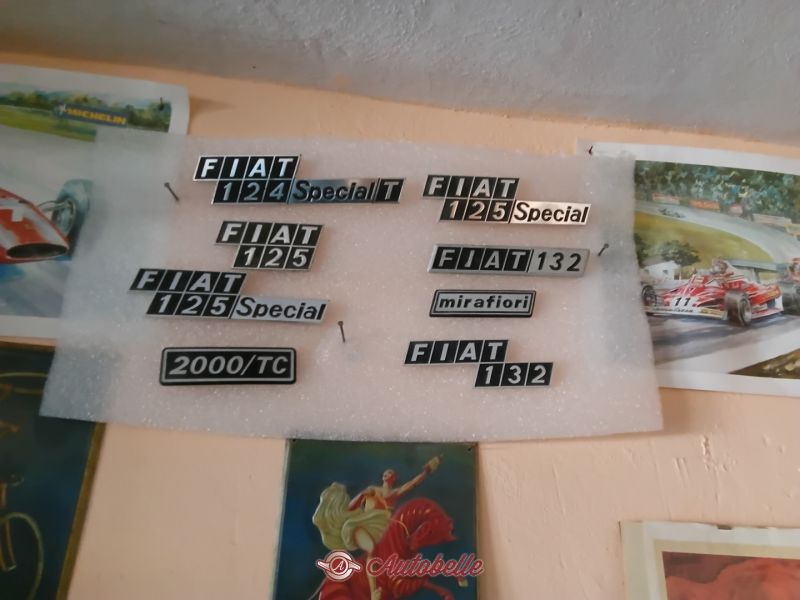 MICHELIN
FIAT
124 Special T
FIAT
125 Special
FIAT
125
FIAT 132
FIAT
125 Special
mirafiori
2000/TC
FIAT
132
11
Autobelle